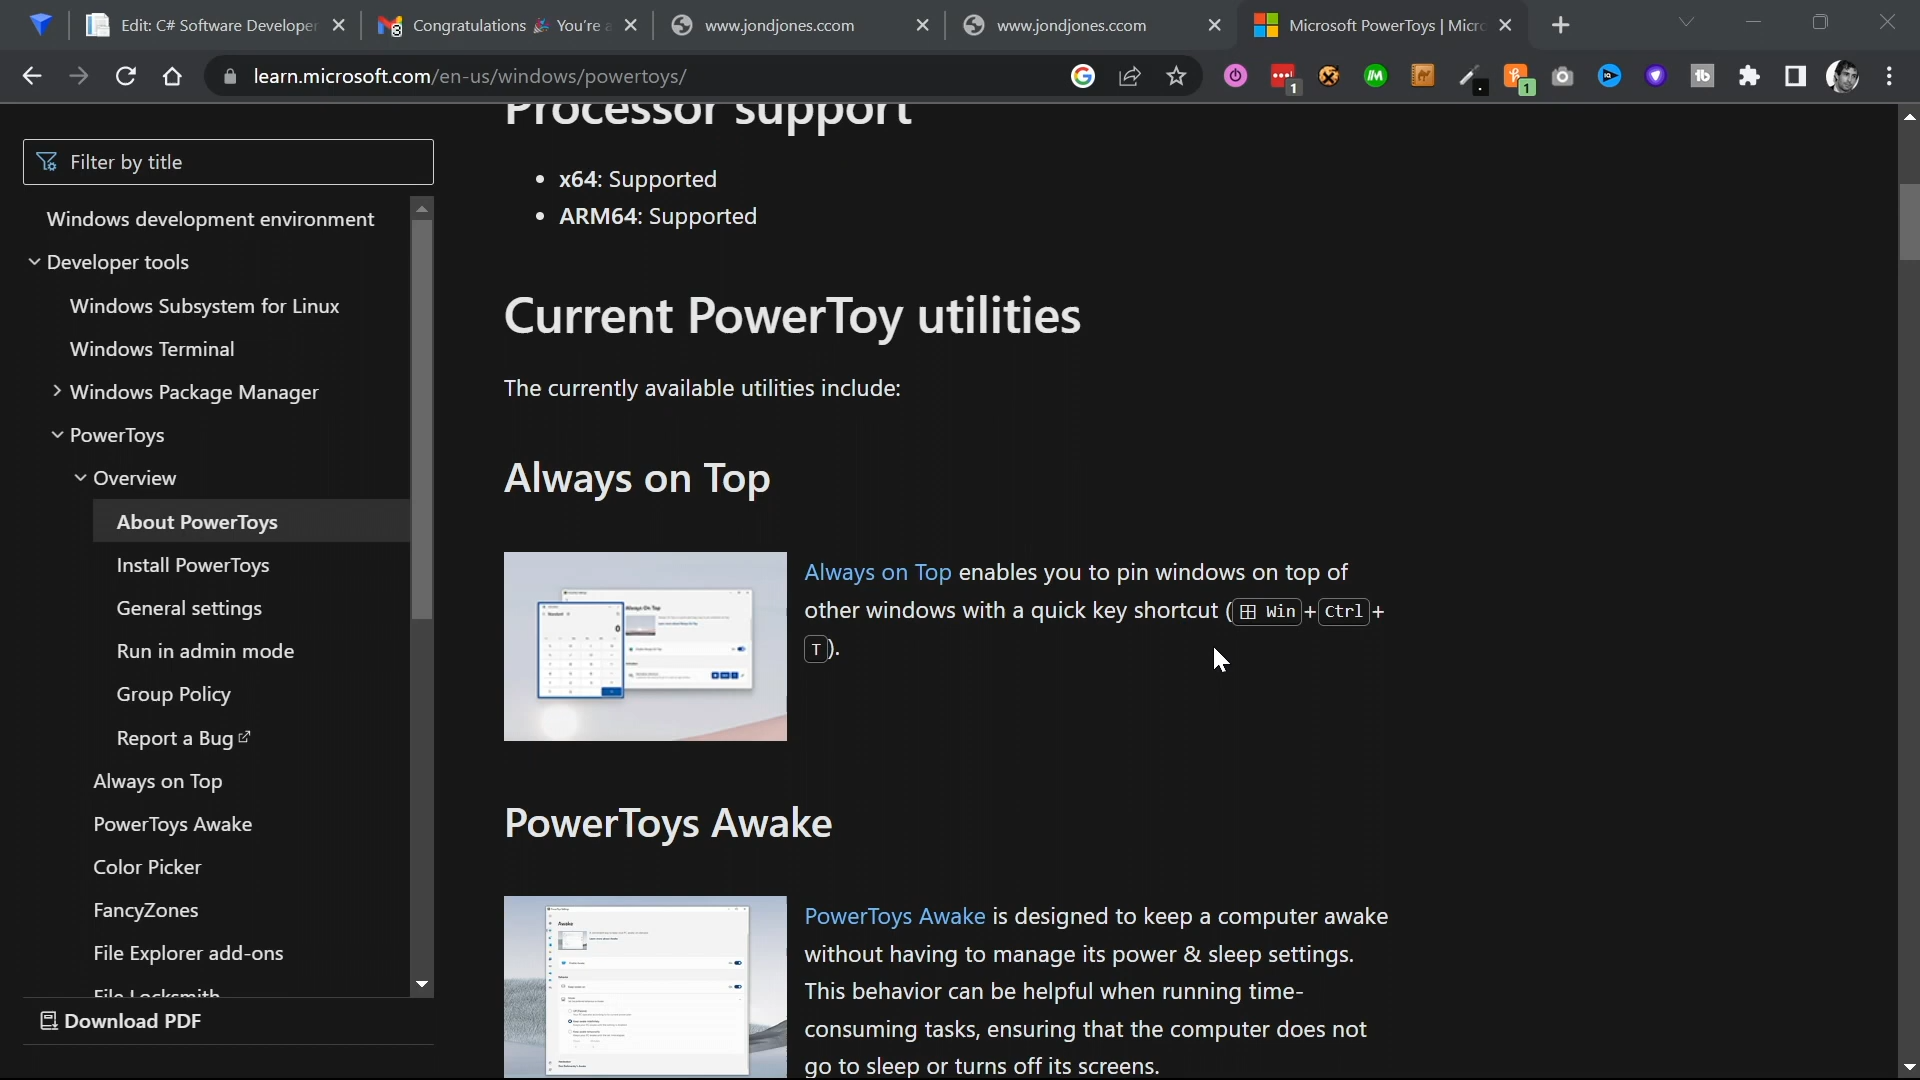 Edit: C# Software Developer
Congratulations 🎉 You're a
www.jondjones.ccom
www.jondjones.ccom
Microsoft PowerToys | Micro
learn.microsoft.com/en-us/windows/powertoys/
Processor support
Filter by title
x64: Supported
ARM64: Supported
Windows development environment
Developer tools
Windows Subsystem for Linux
Windows Terminal
Windows Package Manager
PowerToys
Overview
About PowerToys
Install PowerToys
General settings
Run in admin mode
Group Policy
Report a Bug
Always on Top
PowerToys Awake
Color Picker
FancyZones
File Explorer add-ons
File Locksmith
Download PDF
Current PowerToy utilities
The currently available utilities include:
Always on Top
Always on Top enables you to pin windows on top of
other windows with a quick key shortcut (⊞ Win+Ctrl+
T).
PowerToys Awake
PowerToys Awake is designed to keep a computer awake
without having to manage its power & sleep settings.
This behavior can be helpful when running time-
consuming tasks, ensuring that the computer does not
go to sleep or turns off its screens.